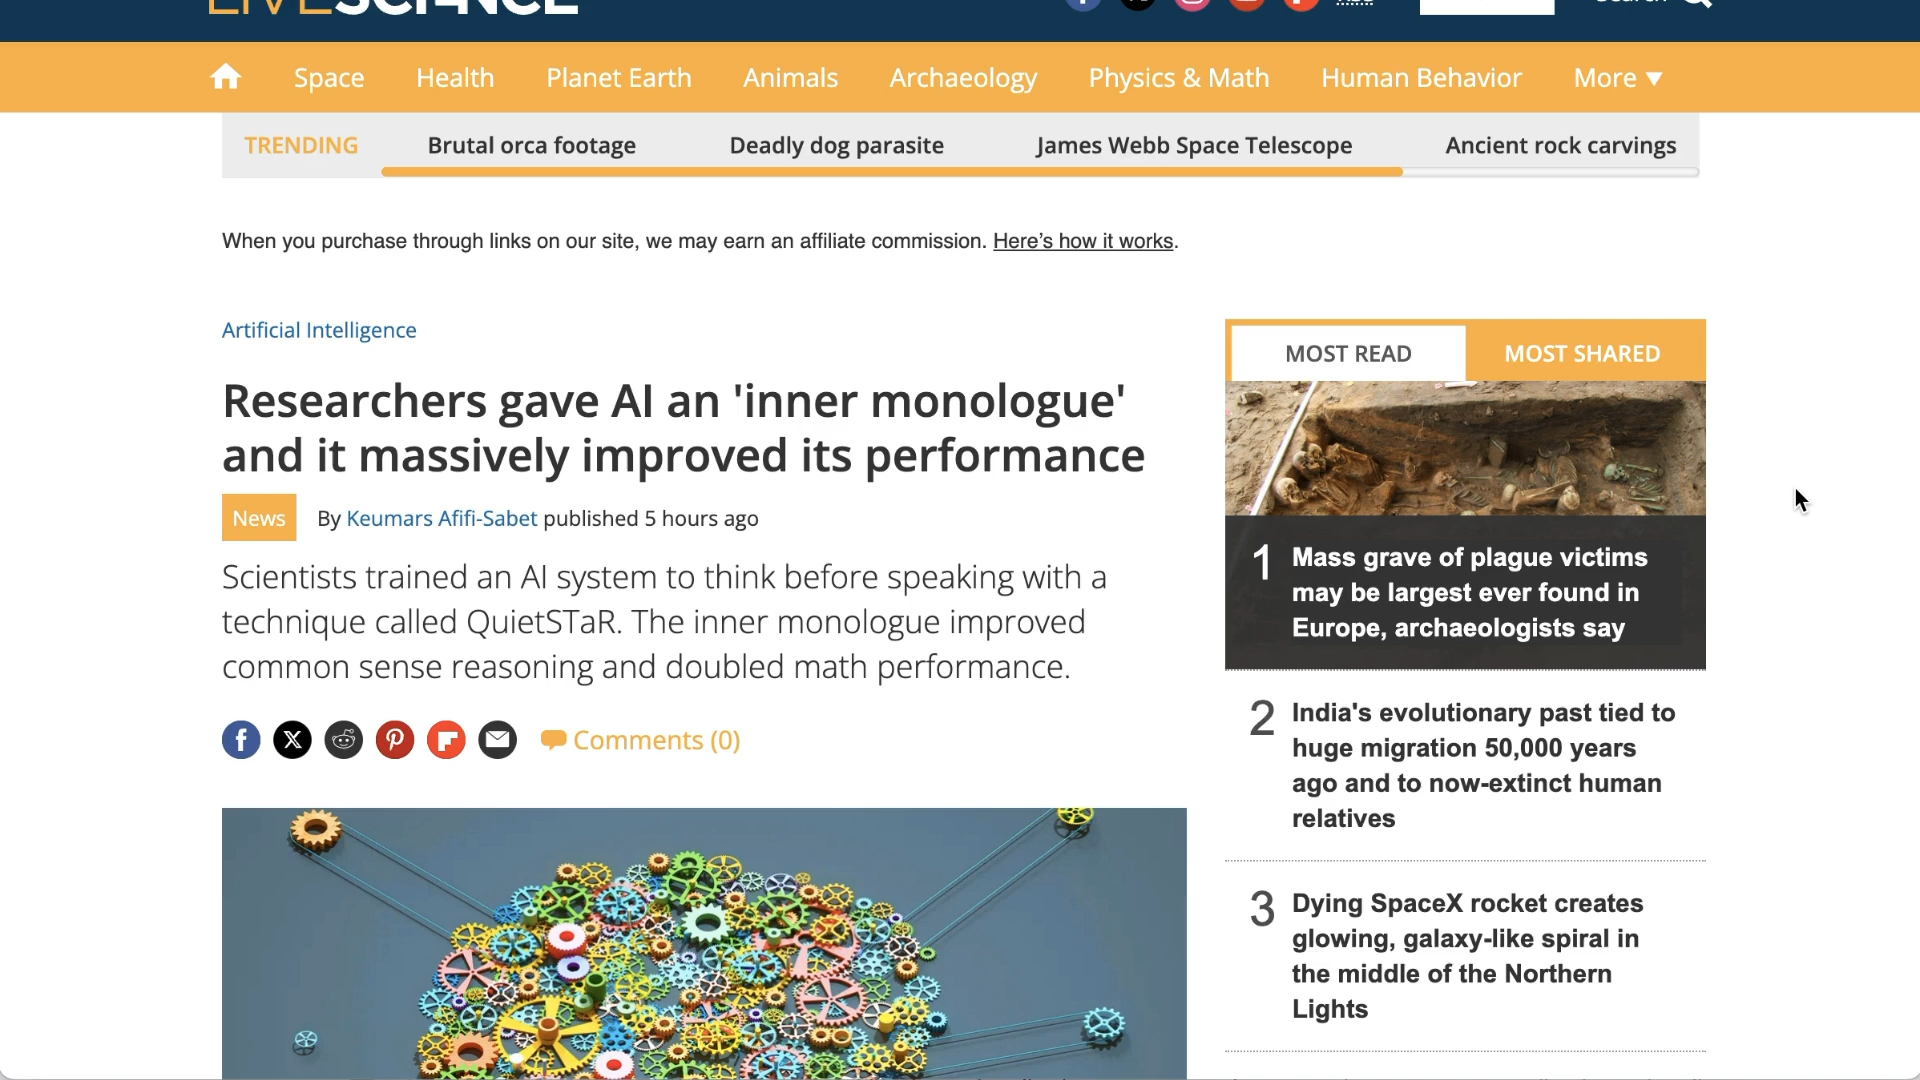 LIVESCIENCE
RSS
Search
Space Health Planet Earth Animals Archaeology Physics & Math Human Behavior More ▼
TRENDING Brutal orca footage Deadly dog parasite James Webb Space Telescope Ancient rock carvings
When you purchase through links on our site, we may earn an affiliate commission. Here’s how it works.
Artificial Intelligence
Researchers gave AI an 'inner monologue'
and it massively improved its performance
News By Keumars Afifi-Sabet published 5 hours ago
Scientists trained an AI system to think before speaking with a
technique called QuietSTaR. The inner monologue improved
common sense reasoning and doubled math performance.
Comments (0)
MOST READ MOST SHARED
1 Mass grave of plague victims
may be largest ever found in
Europe, archaeologists say
2 India's evolutionary past tied to
huge migration 50,000 years
ago and to now-extinct human
relatives
3 Dying SpaceX rocket creates
glowing, galaxy-like spiral in
the middle of the Northern
Lights